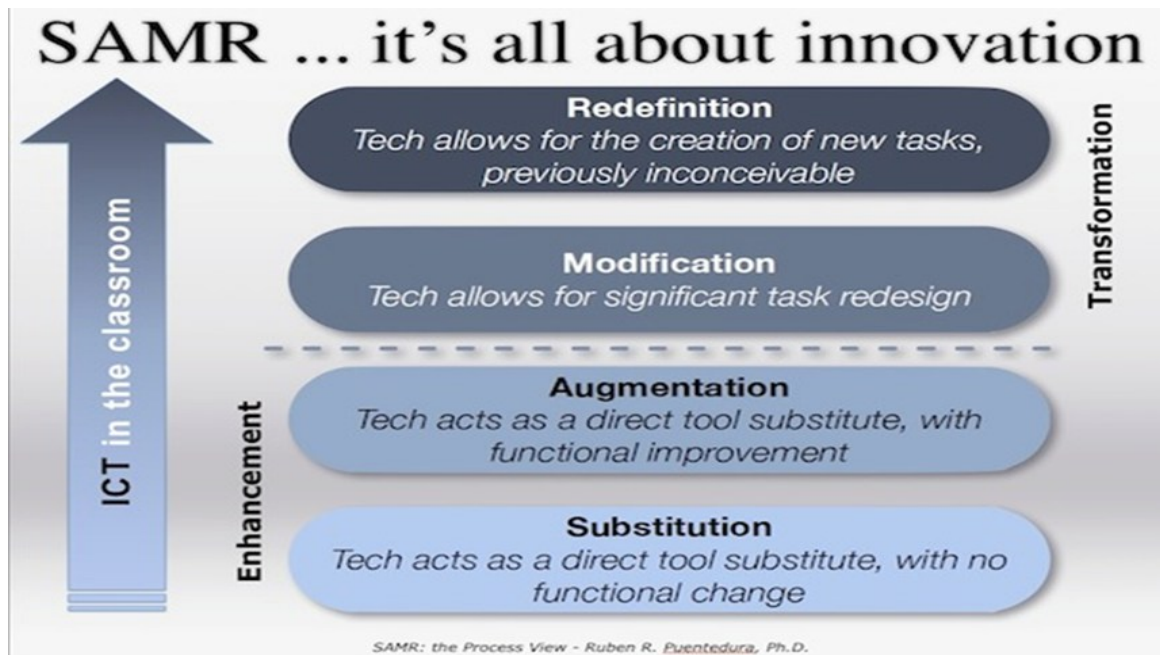 SAMR ... it's all about innovation
Redefinition
Tech allows for the creation of new tasks,
previously inconceivable
Modification
Tech allows for significant task redesign
Augmentation
Tech acts as a direct tool substitute, with
functional improvement
Substitution
Tech acts as a direct tool substitute, with no
functional change
ICT in the classroom
Enhancement
Transformation
SAMR: the Process View - Ruben R. Puentedura, Ph.D.